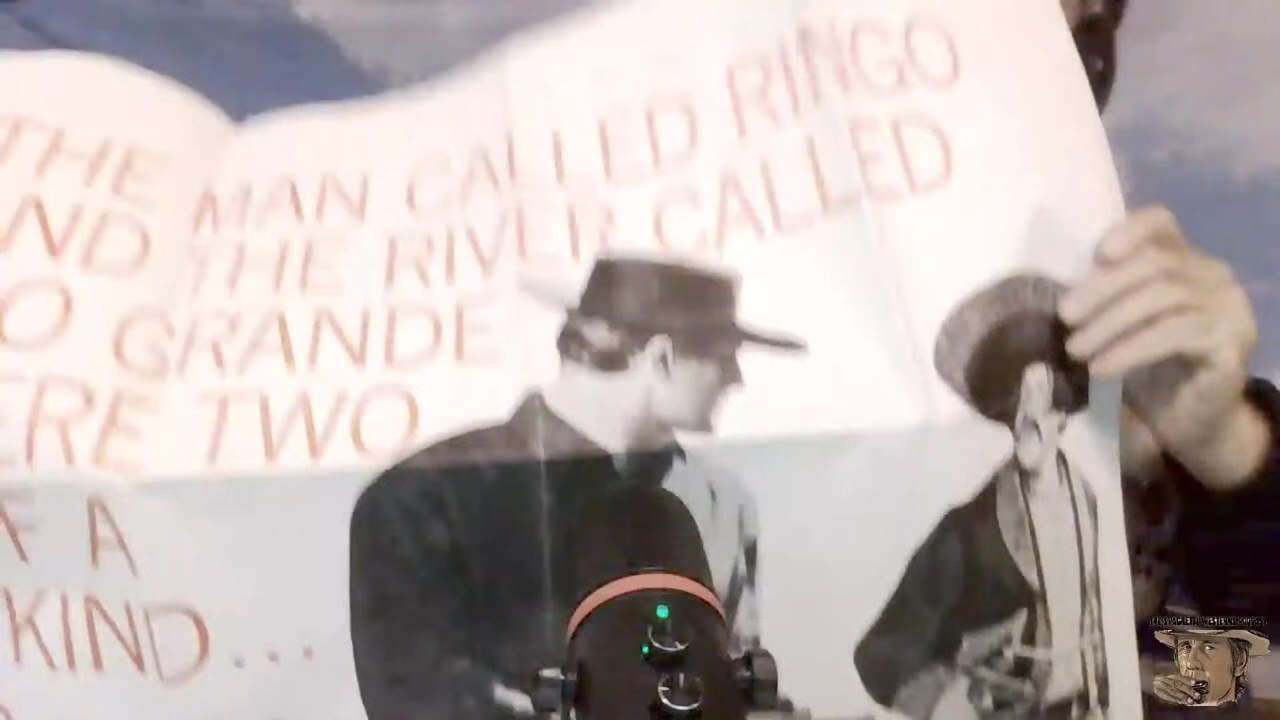 THE MAN CALLED RINGO
AND THE RIVER CALLED
O GRANDE
ERE TWO
F A
KIND...